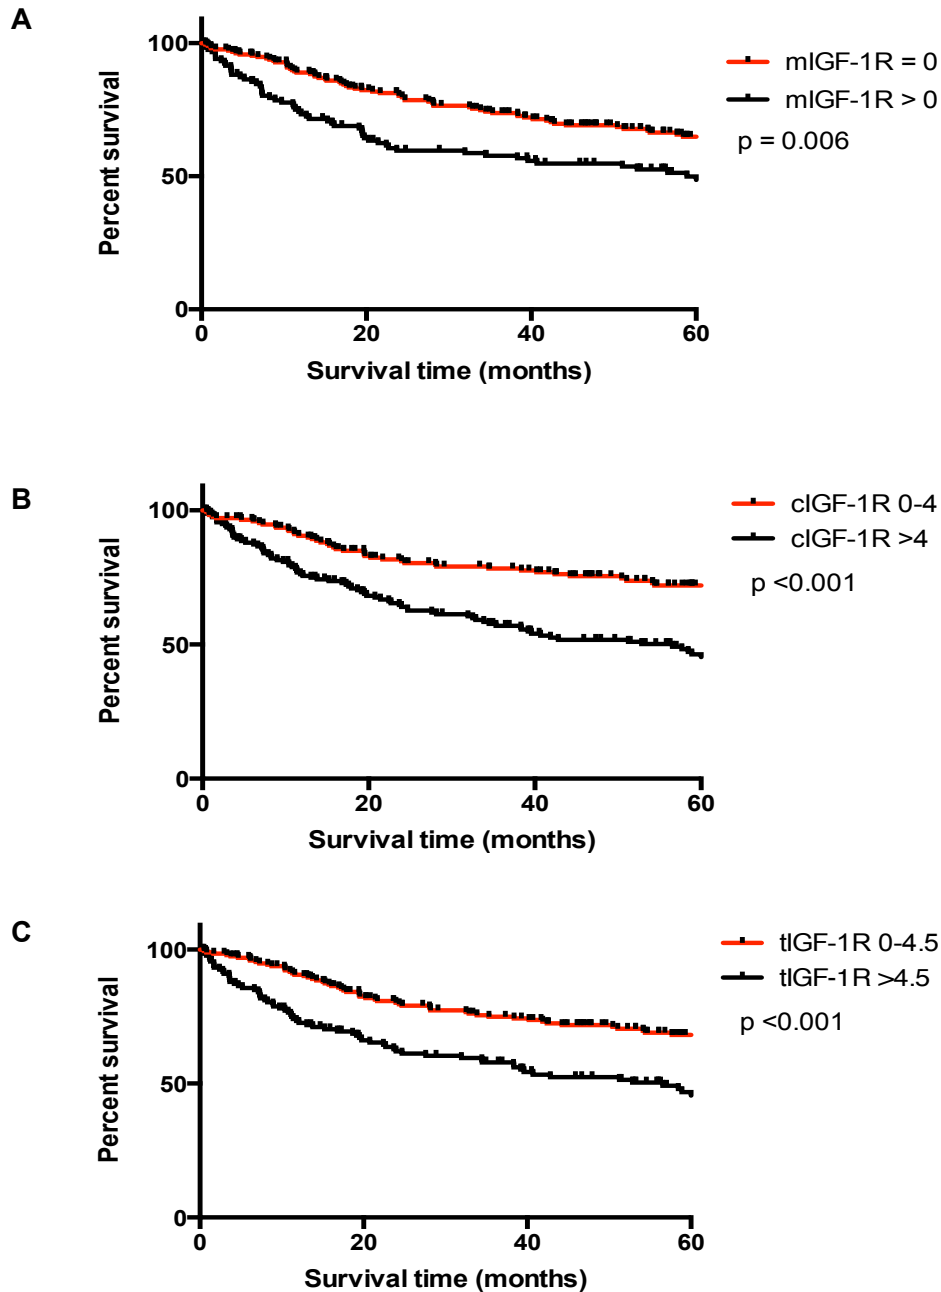 A
100
50
0
0 20 40 60
Percent survival
Survival time (months)
mIGF-1R = 0
mIGF-1R > 0
p = 0.006
B
100
50
0
0 20 40 60
Percent survival
Survival time (months)
cIGF-1R 0-4
cIGF-1R >4
p <0.001
C
100
50
0
0 20 40 60
Percent survival
Survival time (months)
tIGF-1R 0-4.5
tIGF-1R >4.5
p <0.001